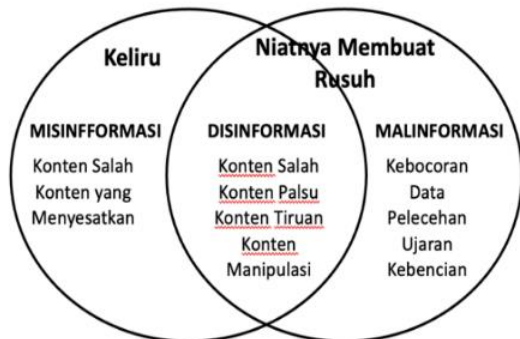 Keliru
Niatnya Membuat
Rusuh
MISINFFORMASI
Konten Salah
Konten yang
Menyesatkan
DISINFORMASI
Konten Salah
Konten Palsu
Konten Tiruan
Konten
Manipulasi
MALINFORMASI
Kebocoran
Data
Pelecehan
Ujaran
Kebencian